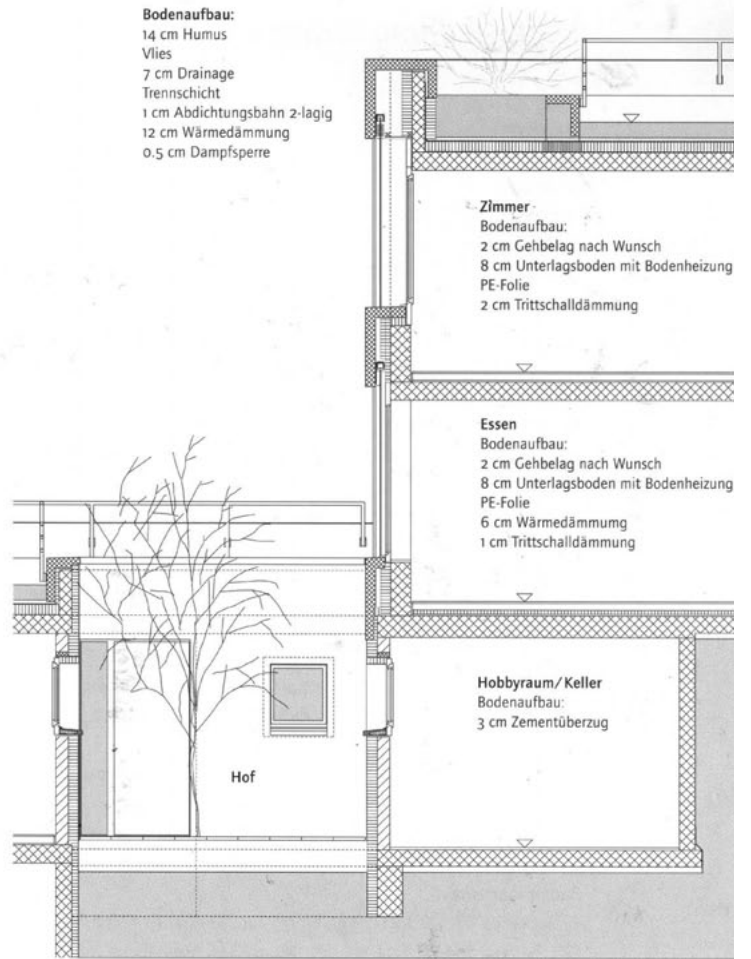 Bodenaufbau:
14 cm Humus
Vlies
7 cm Drainage
Trennschicht
1 cm Abdichtungsbahn 2-lagig
12 cm Wärmedämmung
0.5 cm Dampfsperre
Zimmer
Bodenaufbau:
2 cm Gehbelag nach Wunsch
8 cm Unterlagsboden mit Bodenheizung
PE-Folie
2 cm Trittschalldämmung
Essen
Bodenaufbau:
2 cm Gehbelag nach Wunsch
8 cm Unterlagsboden mit Bodenheizung
PE-Folie
6 cm Wärmedämmumg
1 cm Trittschalldämmung
Hobbyraum/Keller
Bodenaufbau:
3 cm Zementüberzug
Hof